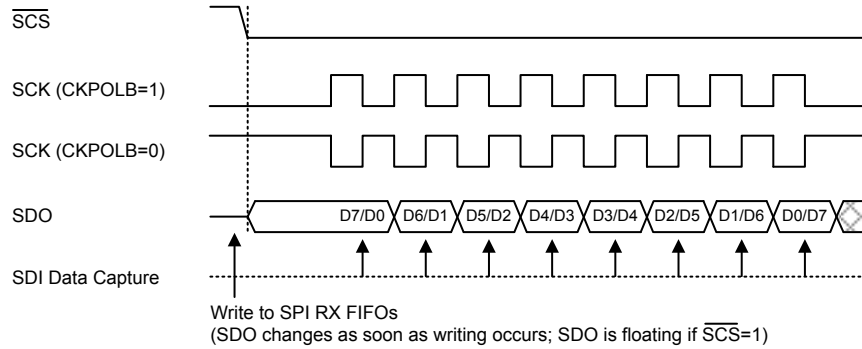 SCS
SCK (CKPOLB=1)
SCK (CKPOLB=0)
SDO D7/D0 D6/D1 D5/D2 D4/D3 D3/D4 D2/D5 D1/D6 D0/D7
SDI Data Capture
Write to SPI RX FIFOs
(SDO changes as soon as writing occurs; SDO is floating if SCS=1)